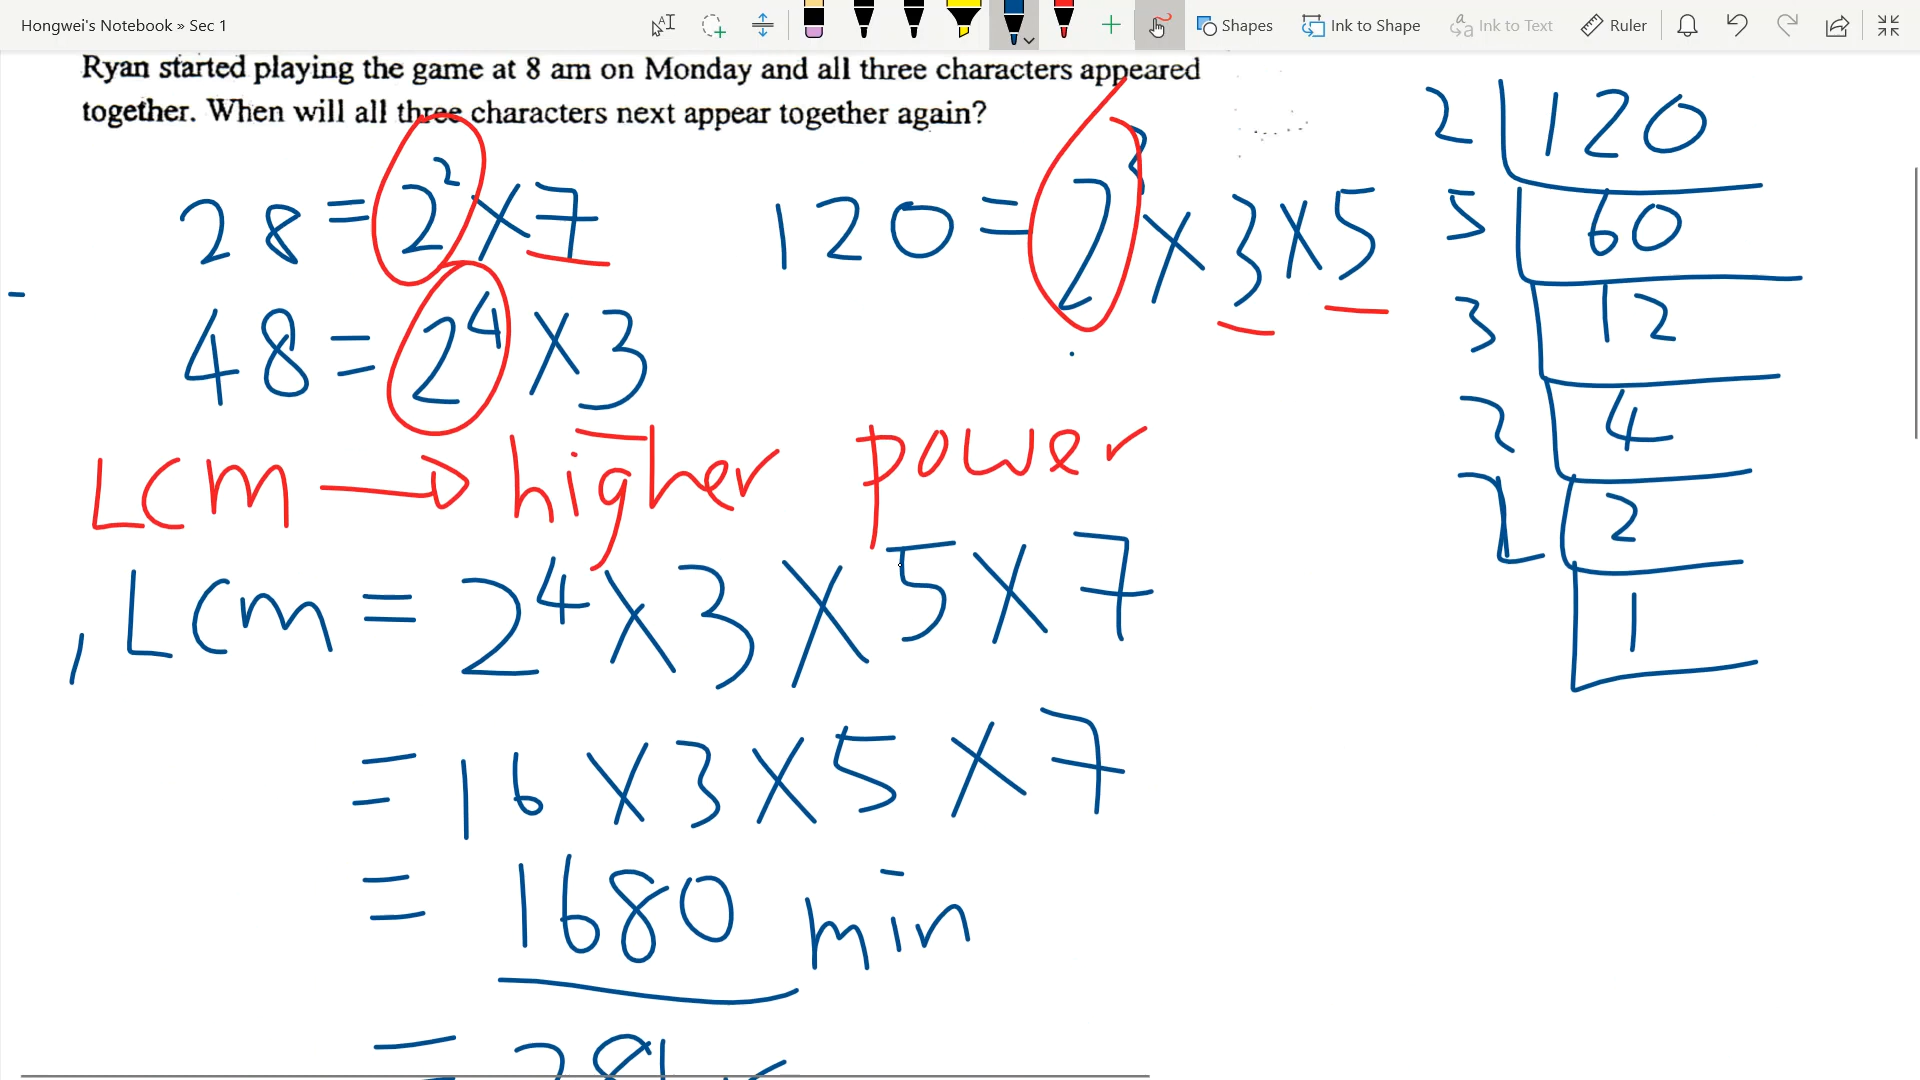 Hongwei's Notebook » Sec 1
Shapes
Ink to Shape
Ink to Text
Ruler
Ryan started playing the game at 8 am on Monday and all three characters appeared
together. When will all three characters next appear together again?
28 = 2² × 7
120 = 2³ × 3 × 5
48 = 2⁴ × 3
LCM → higher power
, LCM = 2⁴ × 3 × 5 × 7
= 16 × 3 × 5 × 7
= 1680 min
= 28
2 120
5 60
3 12
2 4
2 2
1